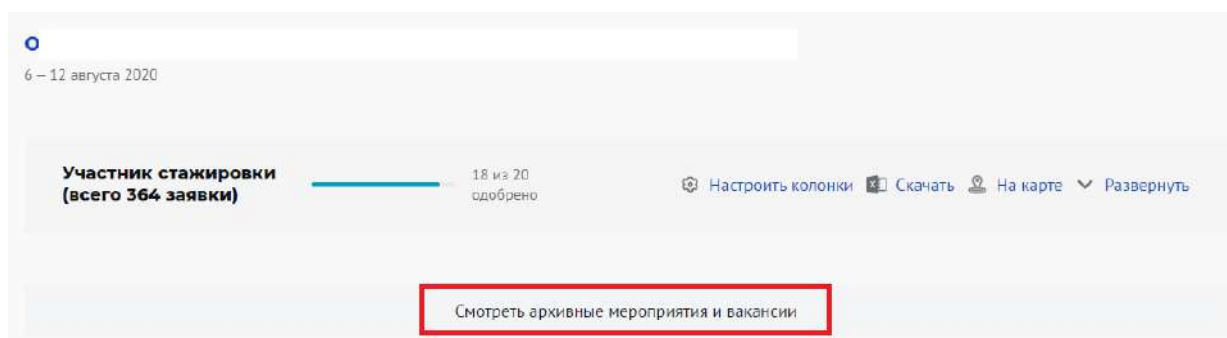 О
6 – 12 августа 2020
Участник стажировки
(всего 364 заявки)
18 из 20
одобрено
Настроить колонки Скачать На карте Развернуть
Смотреть архивные мероприятия и вакансии